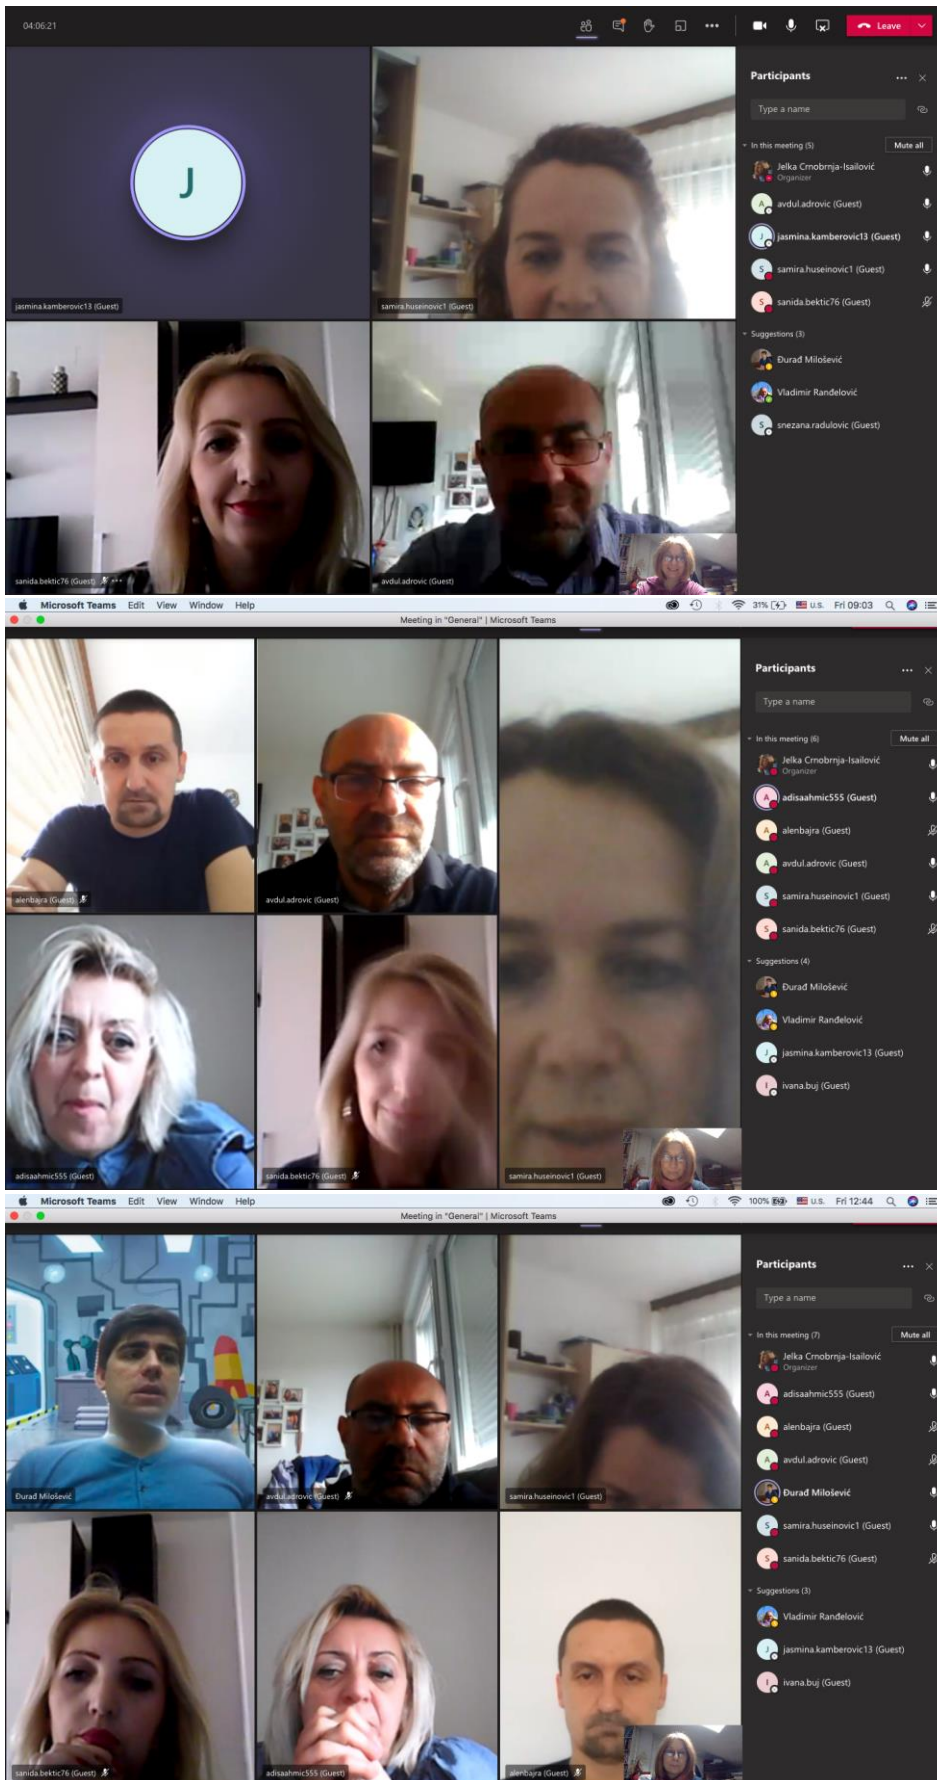 04:06:21
Leave
jasmina.kamberovic13 (Guest)
samira.huseinovic1 (Guest)
sanida.bektic76 (Guest)
avdul.adrovic (Guest)
Participants
Type a name
In this meeting (5)
Mute all
Jelka Crnobrnja-Isailović
Organizer
A
avdul.adrovic (Guest)
J
jasmina.kamberovic13 (Guest)
S
samira.huseinovic1 (Guest)
S
sanida.bektic76 (Guest)
Suggestions (3)
Đurađ Milošević
Vladimir Ranđelović
S
snezana.radulovic (Guest)
J
Microsoft Teams Edit View Window Help
31% U.S. Fri 09:03
Meeting in "General" | Microsoft Teams
alenbajra (Guest)
avdul.adrovic (Guest)
adisaahmic555 (Guest)
sanida.bektic76 (Guest)
samira.huseinovic1 (Guest)
Participants
Type a name
In this meeting (6)
Mute all
Jelka Crnobrnja-Isailović
Organizer
A
adisaahmic555 (Guest)
A
alenbajra (Guest)
A
avdul.adrovic (Guest)
S
samira.huseinovic1 (Guest)
S
sanida.bektic76 (Guest)
Suggestions (4)
Đurađ Milošević
Vladimir Ranđelović
J
jasmina.kamberovic13 (Guest)
I
ivana.buj (Guest)
Microsoft Teams Edit View Window Help
100% U.S. Fri 12:44
Meeting in "General" | Microsoft Teams
Đurađ Milošević
avdul.adrovic (Guest)
samira.huseinovic1 (Guest)
sanida.bektic76 (Guest)
adisaahmic555 (Guest)
alenbajra (Guest)
Participants
Type a name
In this meeting (7)
Mute all
Jelka Crnobrnja-Isailović
Organizer
A
adisaahmic555 (Guest)
A
alenbajra (Guest)
A
avdul.adrovic (Guest)
Đurađ Milošević
S
samira.huseinovic1 (Guest)
S
sanida.bektic76 (Guest)
Suggestions (3)
Vladimir Ranđelović
J
jasmina.kamberovic13 (Guest)
I
ivana.buj (Guest)